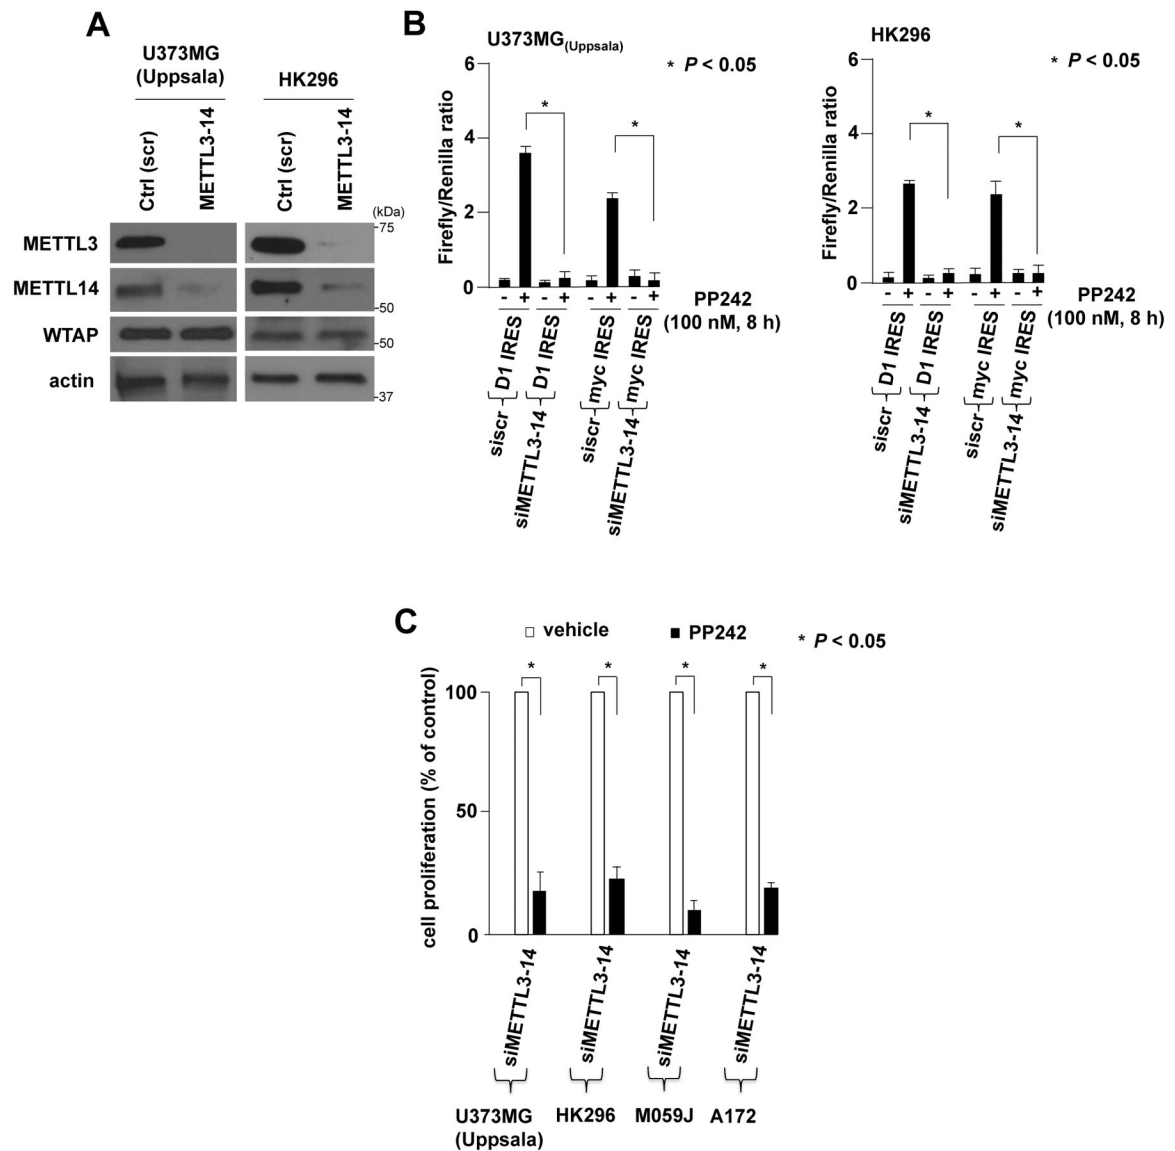 A
U373MG
(Uppsala)
HK296
Ctrl (scr)
METTL3-14
Ctrl (scr)
METTL3-14
(kDa)
METTL3
-75
METTL14
-50
WTAP
-50
actin
-37
B
U373MG(Uppsala)
* P < 0.05
Firefly/Renilla ratio
6
4
2
0
*
*
- + - + - + - +
PP242
(100 nM, 8 h)
D1 IRES
D1 IRES
myc IRES
myc IRES
siscr
siMETTL3-14
siscr
siMETTL3-14
HK296
* P < 0.05
Firefly/Renilla ratio
6
4
2
0
*
*
- + - + - + - +
PP242
(100 nM, 8 h)
D1 IRES
D1 IRES
myc IRES
myc IRES
siscr
siMETTL3-14
siscr
siMETTL3-14
C
vehicle
PP242
* P < 0.05
cell proliferation (% of control)
100
50
0
* * * *
siMETTL3-14
siMETTL3-14
siMETTL3-14
siMETTL3-14
U373MG
(Uppsala)
HK296
M059J
A172